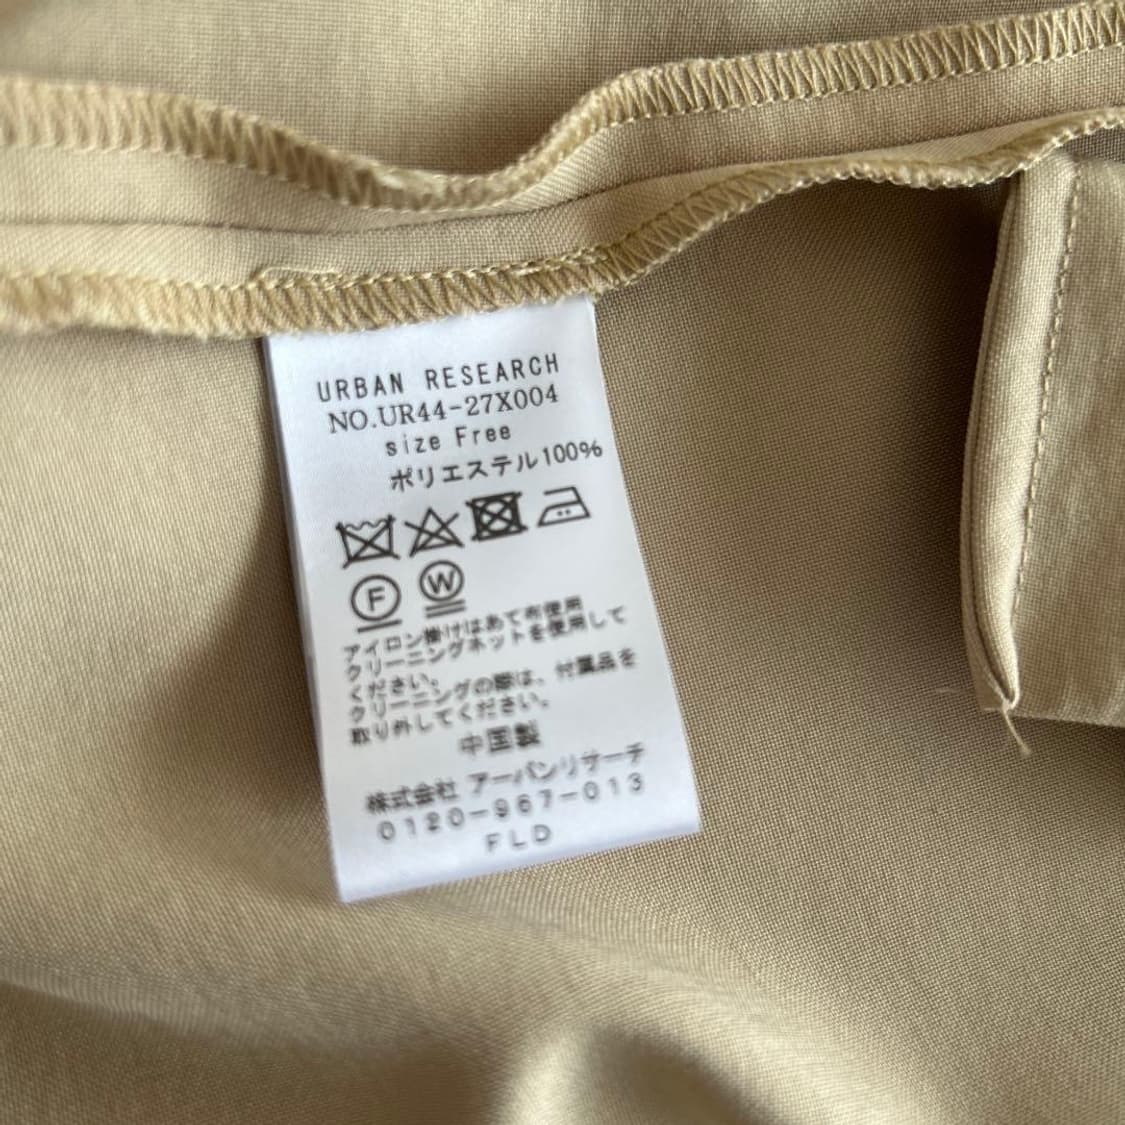 URBAN RESEARCH
NO.UR44-27X004
size Free
ポリエステル100%
F W
アイロン掛けはあて布使用
クリーニングネットを使用して
ください。
クリーニングの際は、付属品を
取り外してください。
中国製
株式会社 アーバンリサーチ
0120-967-013
FLD